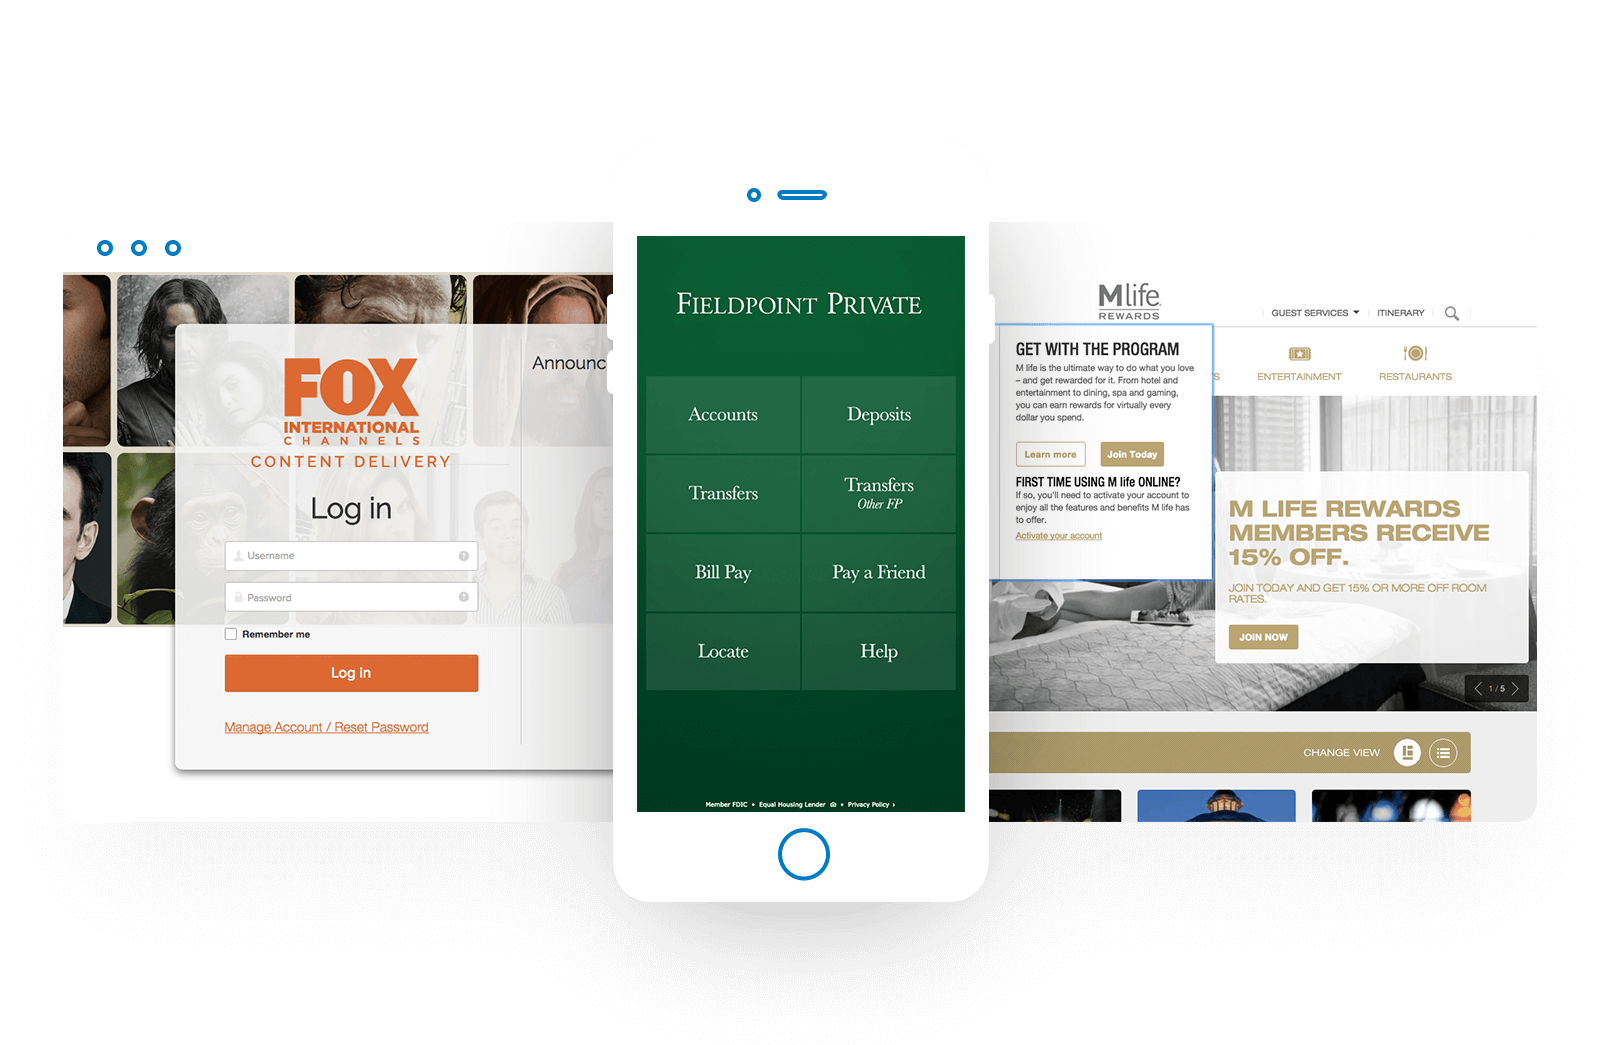 FOX
INTERNATIONAL
CHANNELS
CONTENT DELIVERY
Log in
Username
Password
Remember me
Log in
Manage Account / Reset Password
Announc
FIELDPOINT PRIVATE
Accounts
Deposits
Transfers
Transfers
Other FP
Bill Pay
Pay a Friend
Locate
Help
Member FDIC • Equal Housing Lender • Privacy Policy ›
M life
REWARDS
GUEST SERVICES
ITINERARY
S
ENTERTAINMENT
RESTAURANTS
GET WITH THE PROGRAM
M life is the ultimate way to do what you love
– and get rewarded for it. From hotel and
entertainment to dining, spa and gaming,
you can earn rewards for virtually every
dollar you spend.
Learn more
Join Today
FIRST TIME USING M life ONLINE?
If so, you'll need to activate your account to
enjoy all the features and benefits M life has
to offer.
Activate your account
M LIFE REWARDS
MEMBERS RECEIVE
15% OFF.
JOIN TODAY AND GET 15% OR MORE OFF ROOM
RATES.
JOIN NOW
1 / 5
CHANGE VIEW